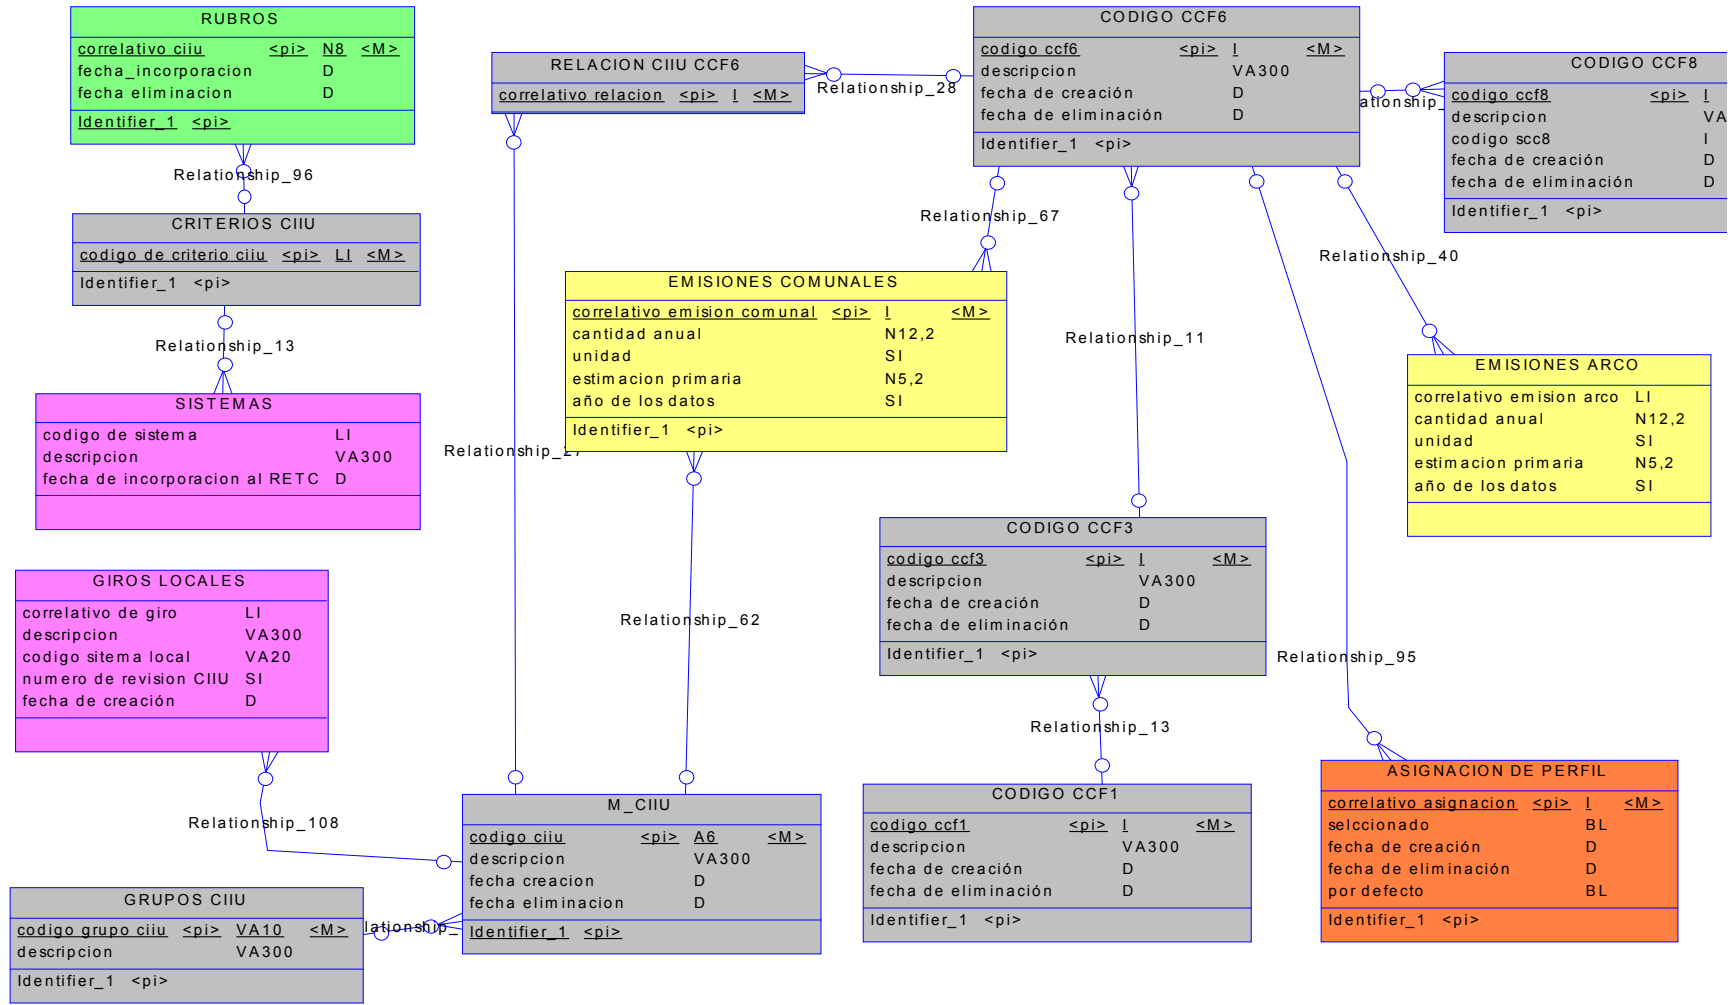 RUBROS
correlativo ciiu <pi> N8 <M>
fecha_incorporacion D
fecha eliminacion D
Identifier_1 <pi>
Relationship_96
CRITERIOS CIIU
codigo de criterio ciiu <pi> LI <M>
Identifier_1 <pi>
Relationship_13
SISTEMAS
codigo de sistema LI
descripcion VA300
fecha de incorporacion al RETC D
GIROS LOCALES
correlativo de giro LI
descripcion VA300
codigo sitema local VA20
numero de revision CIIU SI
fecha de creación D
Relationship_108
GRUPOS CIIU
codigo grupo ciiu <pi> VA10 <M>
descripcion VA300
Identifier_1 <pi>
lationship_
RELACION CIIU CCF6
correlativo relacion <pi> I <M>
Relationship_28
Relationship_27
CODIGO CCF6
codigo ccf6 <pi> I <M>
descripcion VA300
fecha de creación D
fecha de eliminación D
Identifier_1 <pi>
ationship_
CODIGO CCF8
codigo ccf8 <pi> I
descripcion VA
codigo scc8 I
fecha de creación D
fecha de eliminación D
Identifier_1 <pi>
Relationship_67
EMISIONES COMUNALES
correlativo emision comunal <pi> I <M>
cantidad anual N12,2
unidad SI
estimacion primaria N5,2
año de los datos SI
Identifier_1 <pi>
Relationship_62
Relationship_11
Relationship_40
EMISIONES ARCO
correlativo emision arco LI
cantidad anual N12,2
unidad SI
estimacion primaria N5,2
año de los datos SI
CODIGO CCF3
codigo ccf3 <pi> I <M>
descripcion VA300
fecha de creación D
fecha de eliminación D
Identifier_1 <pi>
Relationship_95
Relationship_13
M_CIIU
codigo ciiu <pi> A6 <M>
descripcion VA300
fecha creacion D
fecha eliminacion D
Identifier_1 <pi>
CODIGO CCF1
codigo ccf1 <pi> I <M>
descripcion VA300
fecha de creación D
fecha de eliminación D
Identifier_1 <pi>
ASIGNACION DE PERFIL
correlativo asignacion <pi> I <M>
selccionado BL
fecha de creación D
fecha de eliminación D
por defecto BL
Identifier_1 <pi>